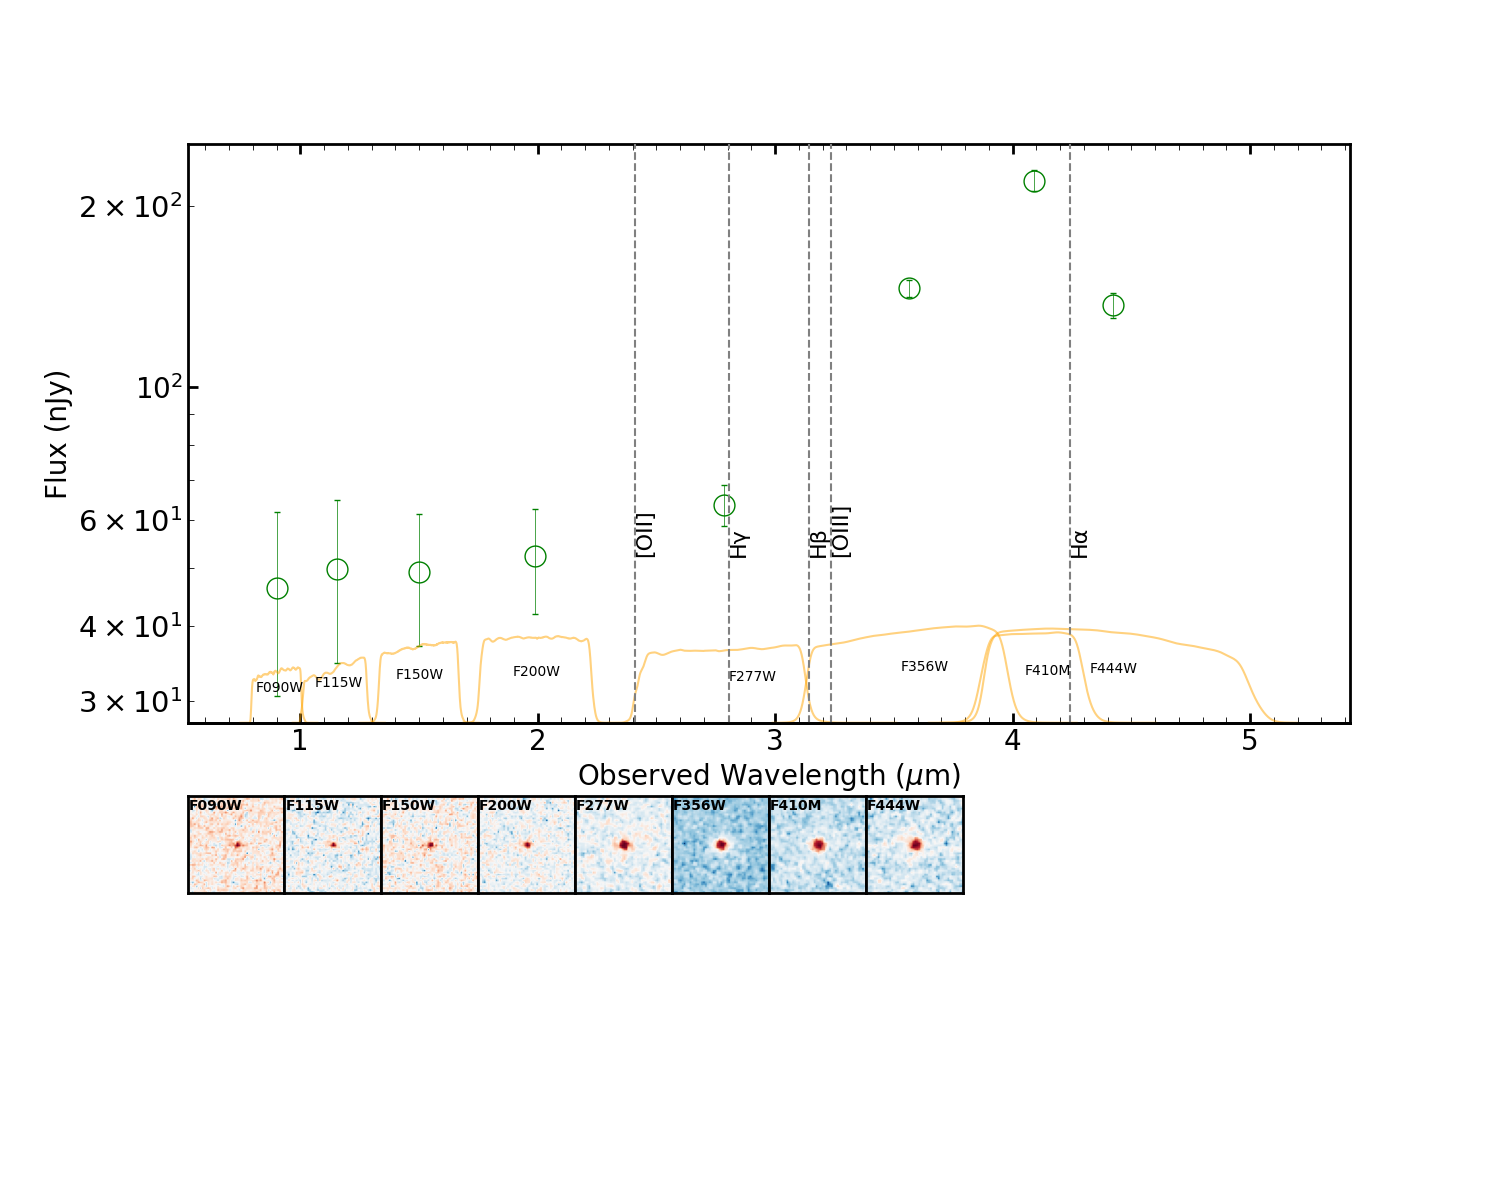 2 × 10²
10²
6 × 10¹
4 × 10¹
3 × 10¹
Flux (nJy)
[OII]
Hγ
Hβ
[OIII]
Hα
F090W
F115W
F150W
F200W
F277W
F356W
F410M
F444W
1 2 3 4 5
Observed Wavelength (μm)
F090W F115W F150W F200W F277W F356W F410M F444W